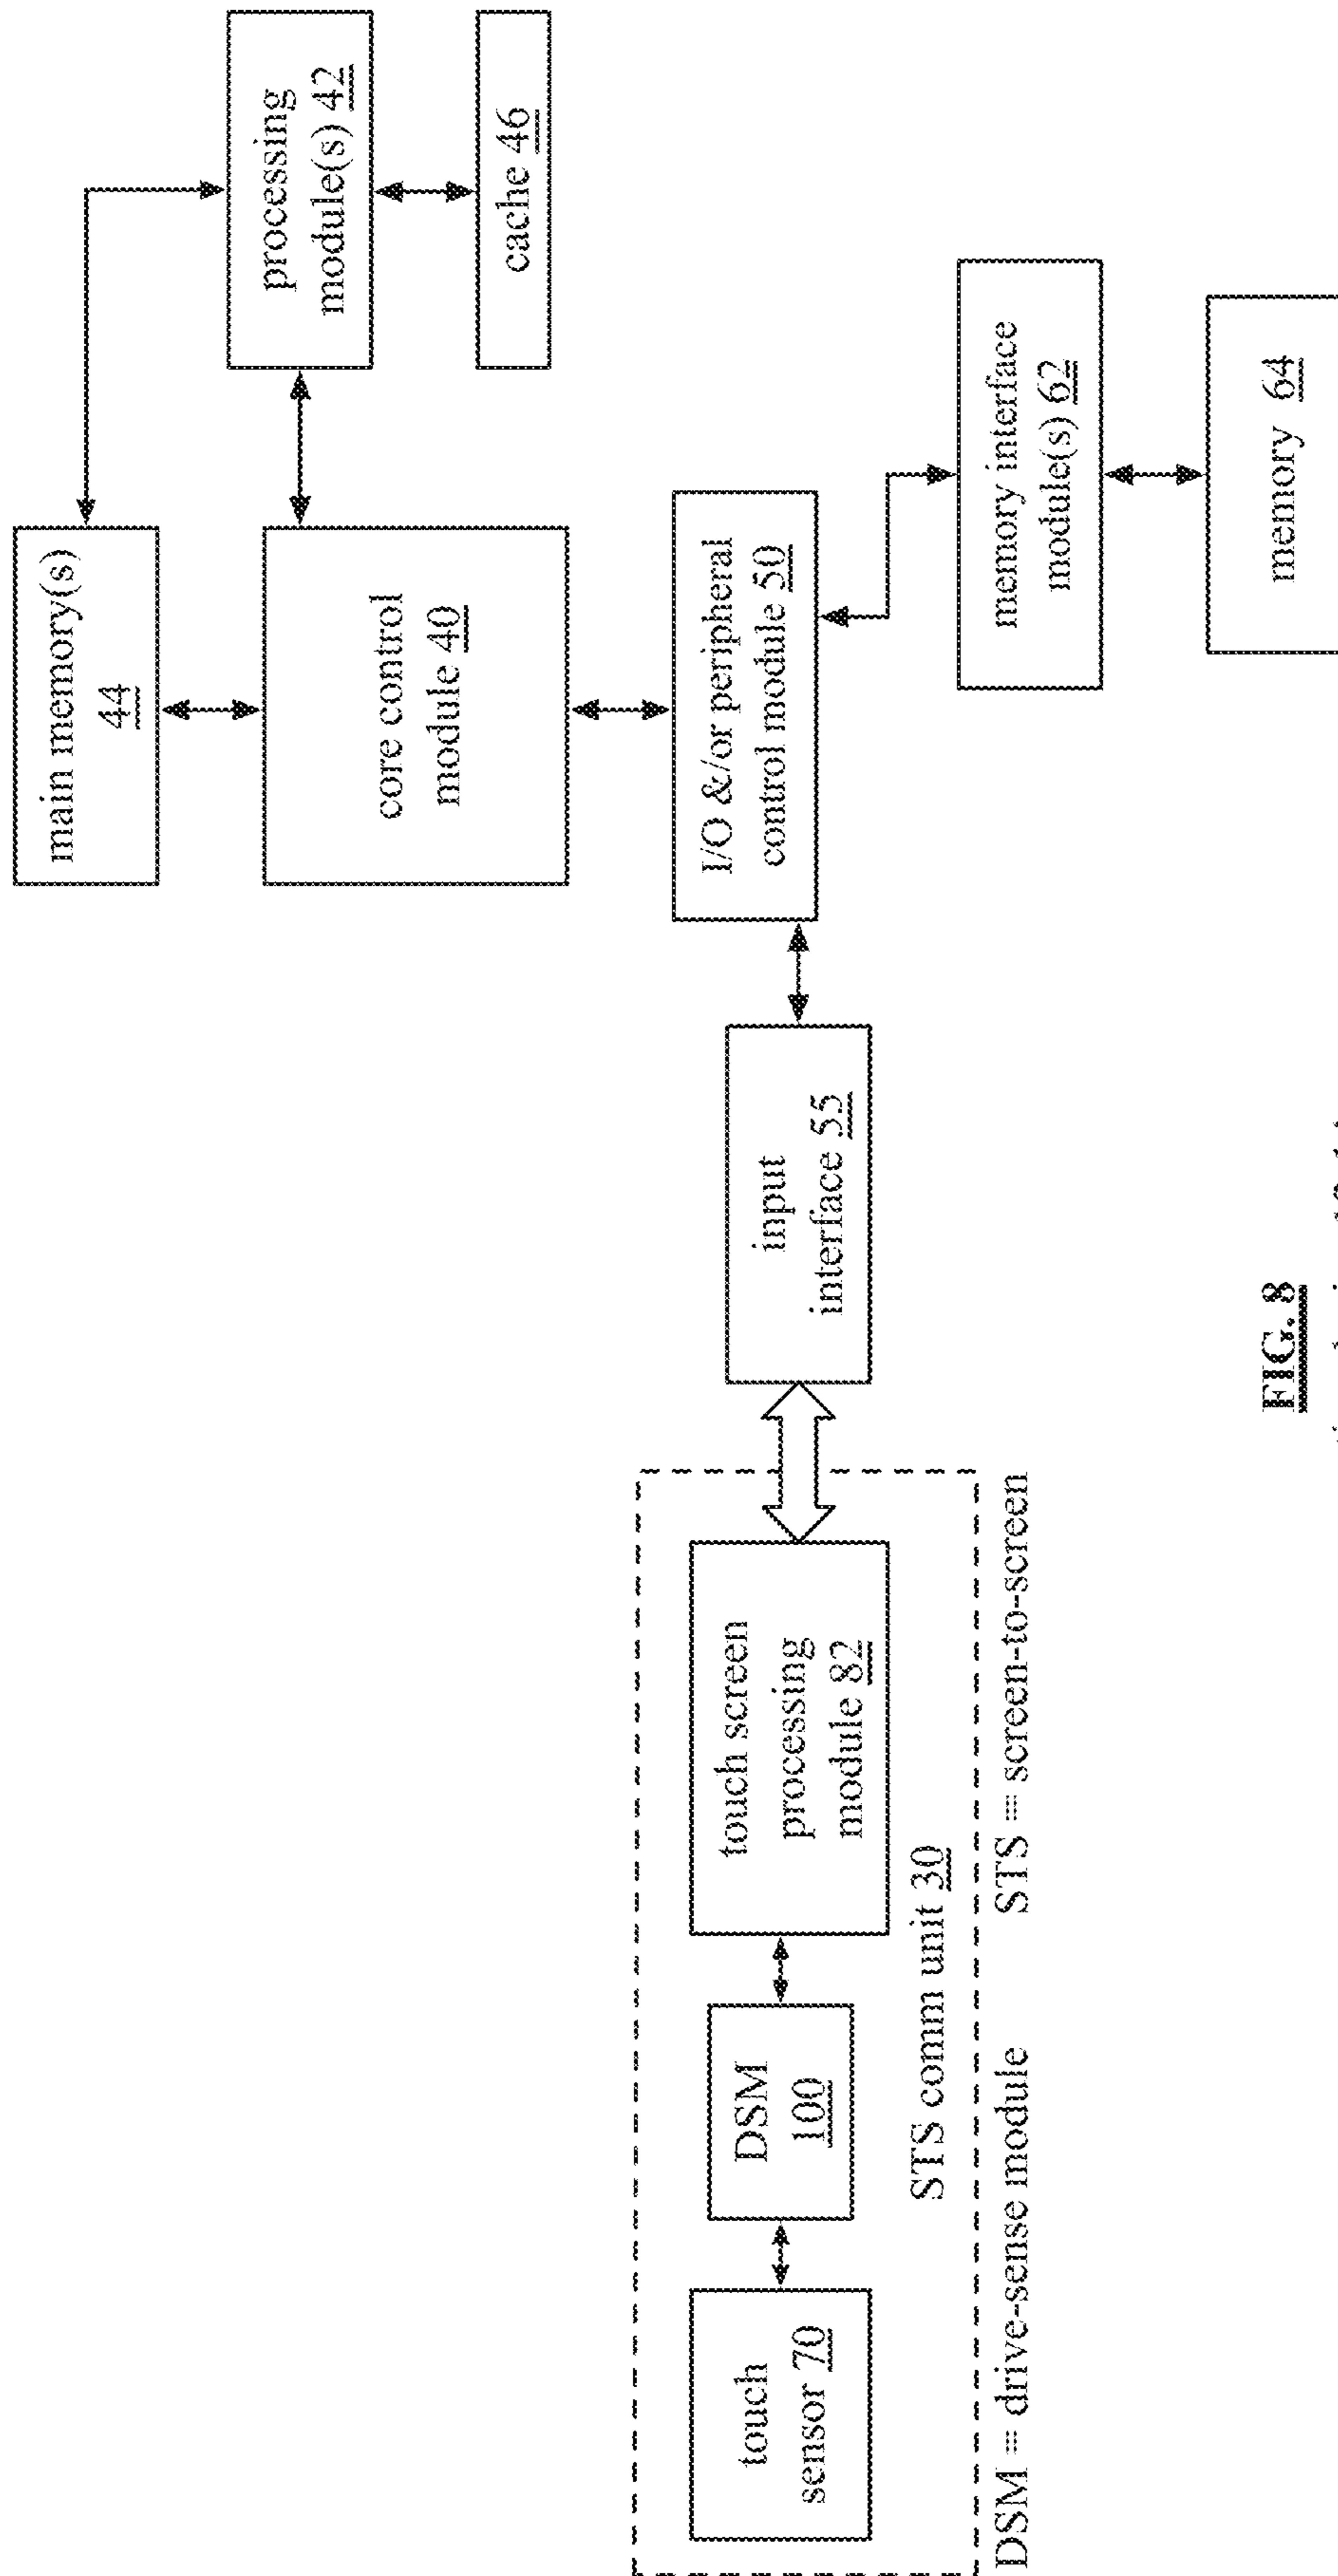 main memory(s)
44
processing
module(s) 42
core control
module 40
cache 46
I/O &/or peripheral
control module 50
touch
sensor 70
DSM
100
touch screen
processing
module 82
input
interface 55
STS comm unit 30
memory interface
module(s) 62
DSM = drive-sense module
STS = screen-to-screen
memory 64
FIG. 8